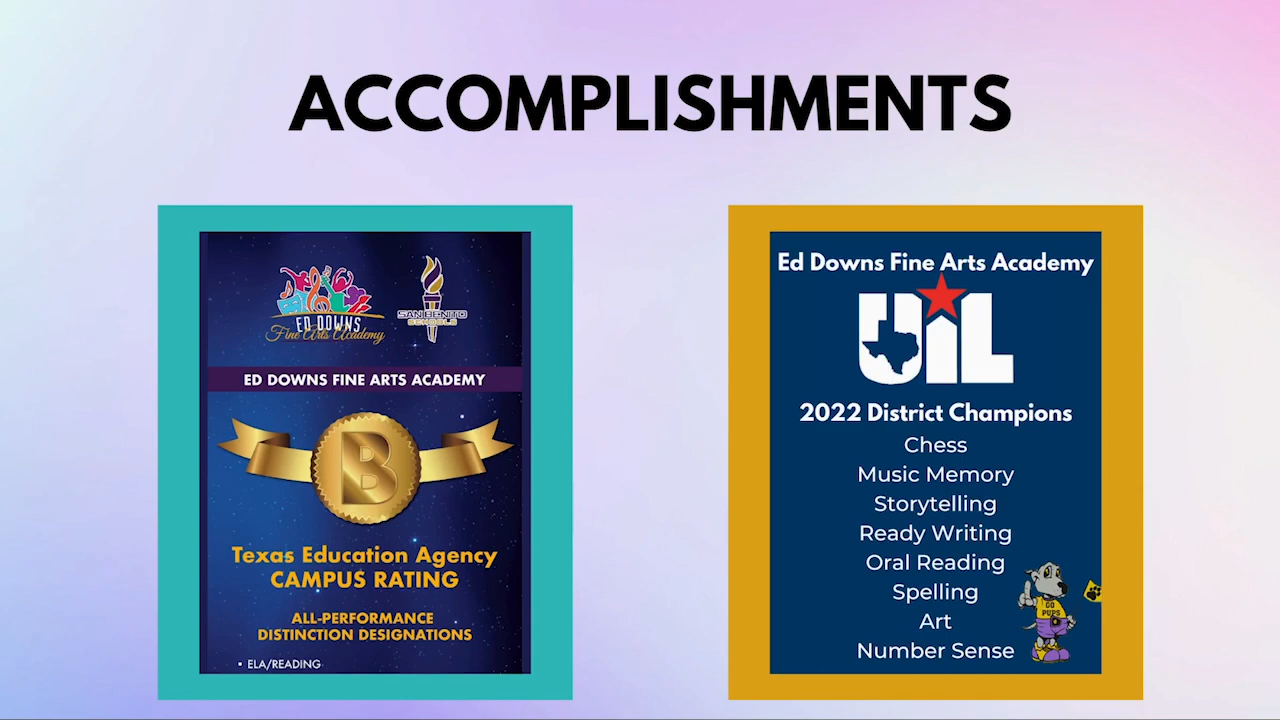 ACCOMPLISHMENTS
ED DOWNS
Fine Arts Academy
SAN BENITO
SCHOOLS
ED DOWNS FINE ARTS ACADEMY
B
Texas Education Agency
CAMPUS RATING
ALL-PERFORMANCE
DISTINCTION DESIGNATIONS
▪ ELA/READING
Ed Downs Fine Arts Academy
UIL
2022 District Champions
Chess
Music Memory
Storytelling
Ready Writing
Oral Reading
Spelling
Art
Number Sense
GO
PUPS